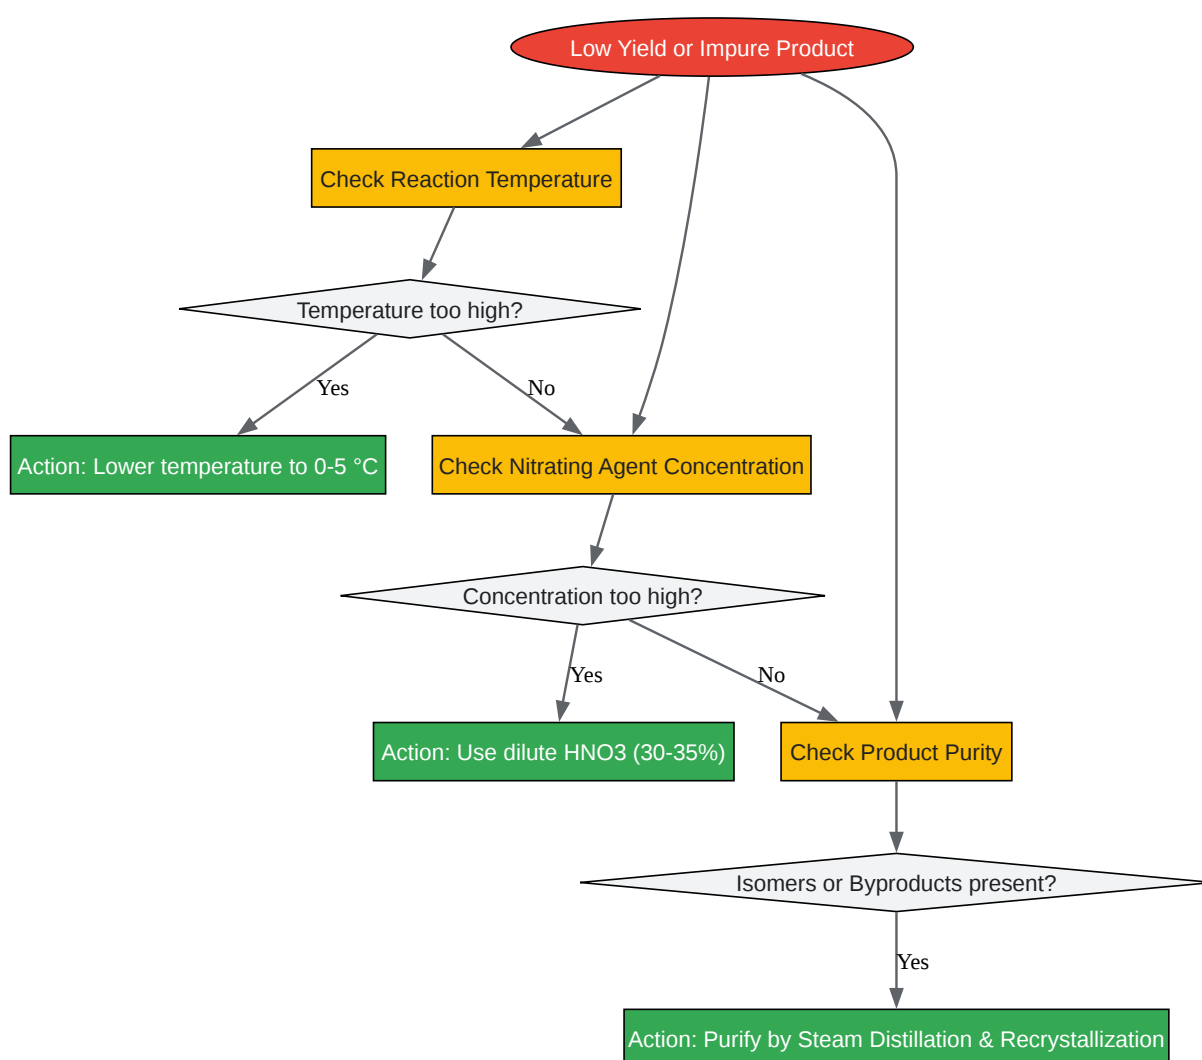 Low Yield or Impure Product
Check Reaction Temperature
Temperature too high?
Yes
No
Action: Lower temperature to 0-5 °C
Check Nitrating Agent Concentration
Concentration too high?
Yes
No
Action: Use dilute HNO3 (30-35%)
Check Product Purity
Isomers or Byproducts present?
Yes
Action: Purify by Steam Distillation & Recrystallization